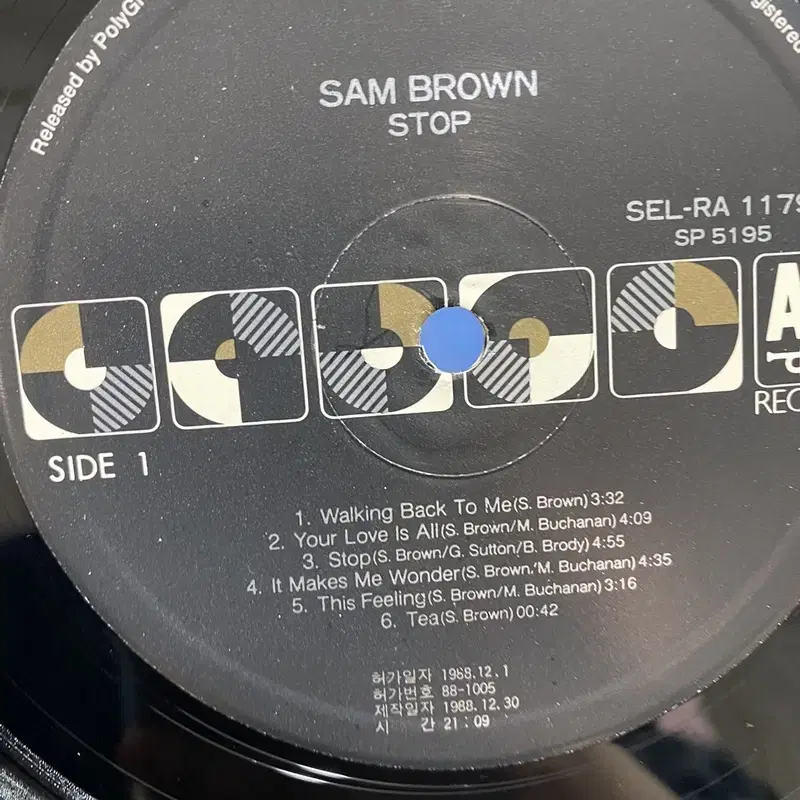 Released by
SAM BROWN
STOP
SEL-RA
SP 5195
SIDE 1
1. Walking Back To Me(S. Brown)3:32
2. Your Love Is All(S. Brown/M. Buchanan)4:09
3. Stop(S. Brown/G. Sutton/B. Brody)4:55
4. It Makes Me Wonder(S. Brown/M. Buchanan)4:35
5. This Feeling(S. Brown/M. Buchanan)3:16
6. Tea(S. Brown)00:42
허가일자 1988.12.1
허가번호 88-1005
제작일자 1988.12.30
시 간 21:09